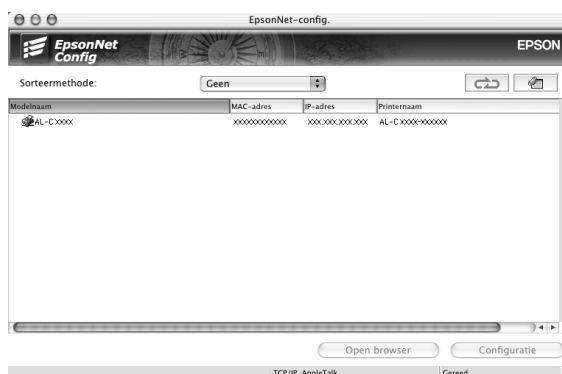 EpsonNet-config.
EpsonNet
Config
EPSON
Sorteermethode: Geen
Modelnaam MAC-adres IP-adres Printernaam
AL-C xxxx xxxxxxxxxxxx xxx.xxx.xxx.xxx AL-C xxxx-xxxxxx
Open browser Configuratie
TCP/IP, AppleTalk Gereed